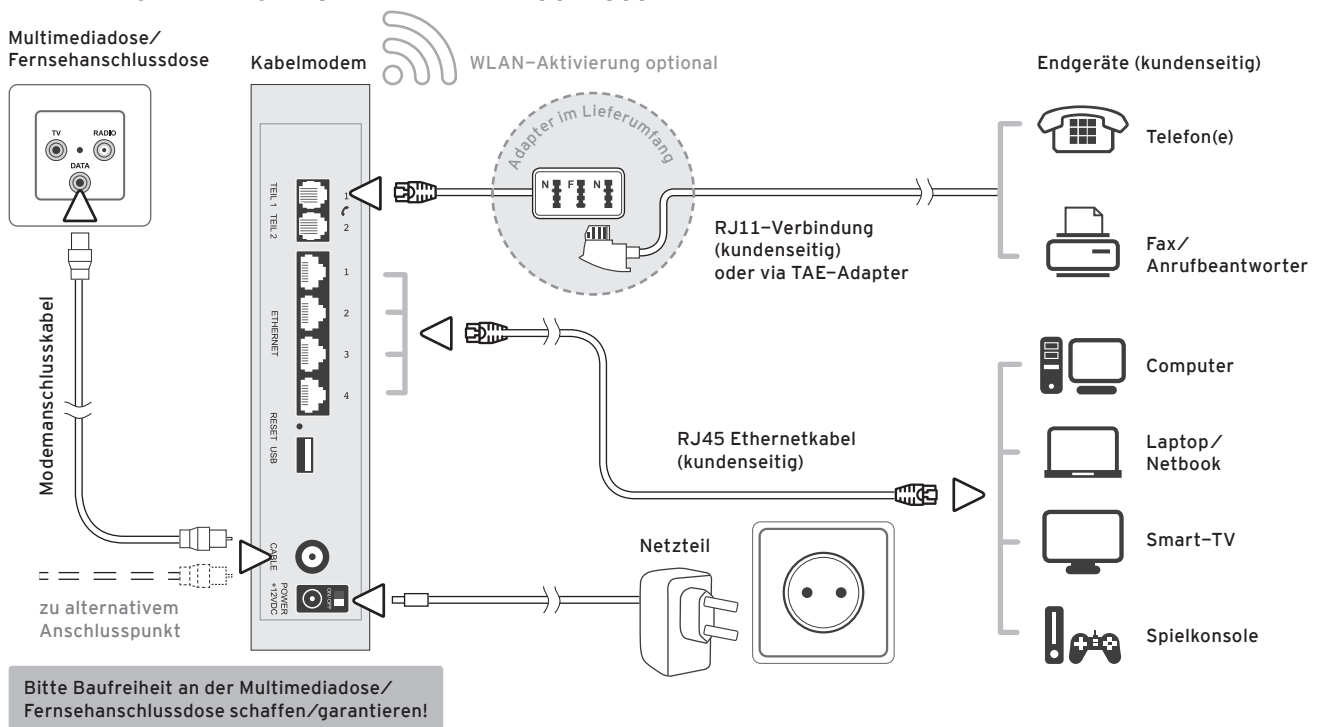 Multimediadose/
Fernsehanschlussdose
Kabelmodem
WLAN-Aktivierung optional
Endgeräte (kundenseitig)
TV
RADIO
DATA
Adapter im Lieferumfang
N F N
TEIL 1
TEIL 2
1
2
Telefon(e)
RJ11-Verbindung
(kundenseitig)
oder via TAE-Adapter
Fax/
Anrufbeantworter
ETHERNET
1
2
3
4
Modemanschlusskabel
Computer
RESET
USB
RJ45 Ethernetkabel
(kundenseitig)
Laptop/
Netbook
CABLE
Netzteil
Smart-TV
POWER
+12VDC
ON/OFF
zu alternativem
Anschlusspunkt
Spielkonsole
Bitte Baufreiheit an der Multimediadose/
Fernsehanschlussdose schaffen/garantieren!